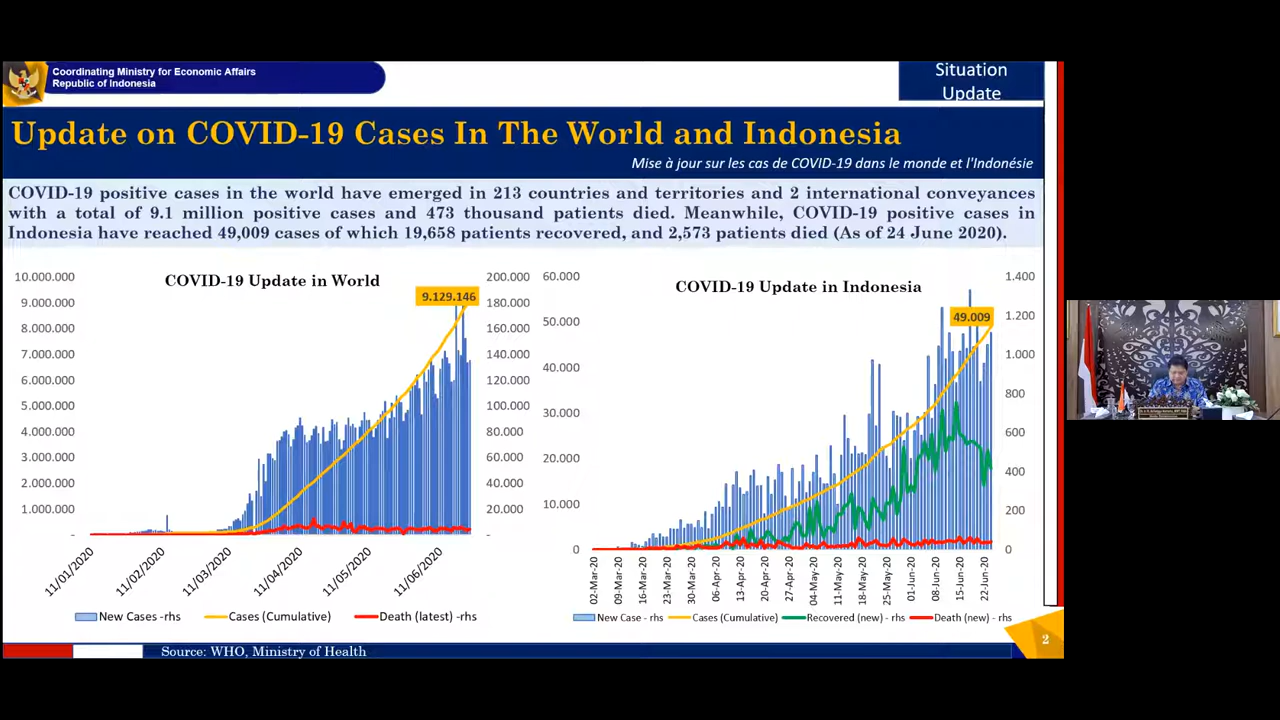 Coordinating Ministry for Economic Affairs
Republic of Indonesia
Situation
Update
Update on COVID-19 Cases In The World and Indonesia
Mise à jour sur les cas de COVID-19 dans le monde et l'Indonésie
COVID-19 positive cases in the world have emerged in 213 countries and territories and 2 international conveyances
with a total of 9.1 million positive cases and 473 thousand patients died. Meanwhile, COVID-19 positive cases in
Indonesia have reached 49,009 cases of which 19,658 patients recovered, and 2,573 patients died (As of 24 June 2020).
COVID-19 Update in World
10.000.000
9.000.000
8.000.000
7.000.000
6.000.000
5.000.000
4.000.000
3.000.000
2.000.000
1.000.000
-
9.129.146
200.000
180.000
160.000
140.000
120.000
100.000
80.000
60.000
40.000
20.000
-
11/01/2020
11/02/2020
11/03/2020
11/04/2020
11/05/2020
11/06/2020
New Cases -rhs
Cases (Cumulative)
Death (latest) -rhs
COVID-19 Update in Indonesia
60.000
50.000
40.000
30.000
20.000
10.000
0
49.009
1.400
1.200
1.000
800
600
400
200
0
02-Mar-20
09-Mar-20
16-Mar-20
23-Mar-20
30-Mar-20
06-Apr-20
13-Apr-20
20-Apr-20
27-Apr-20
04-May-20
11-May-20
18-May-20
25-May-20
01-Jun-20
08-Jun-20
15-Jun-20
22-Jun-20
New Case - rhs
Cases (Cumulative)
Recovered (new) - rhs
Death (new) - rhs
2
Source: WHO, Ministry of Health